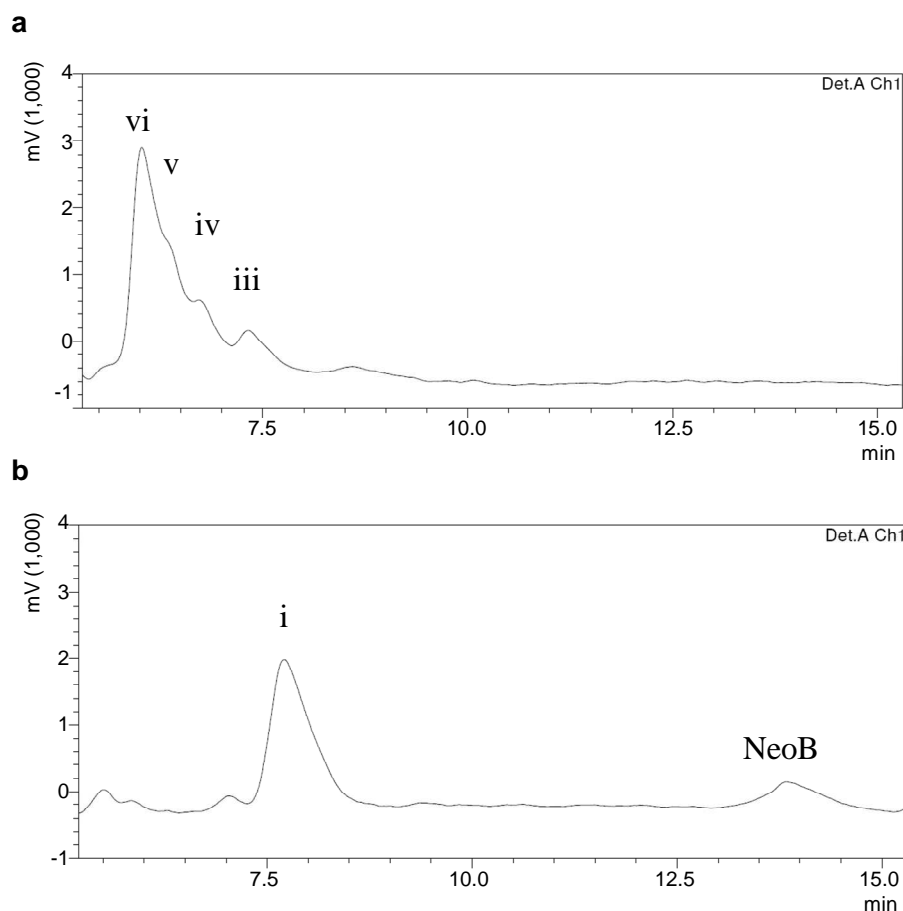 a
4
3
2
1
0
-1
mV (1,000)
Det.A Ch1
vi
v
iv
iii
7.5 10.0 12.5 15.0
min
b
4
3
2
1
0
-1
mV (1,000)
Det.A Ch1
i
NeoB
7.5 10.0 12.5 15.0
min